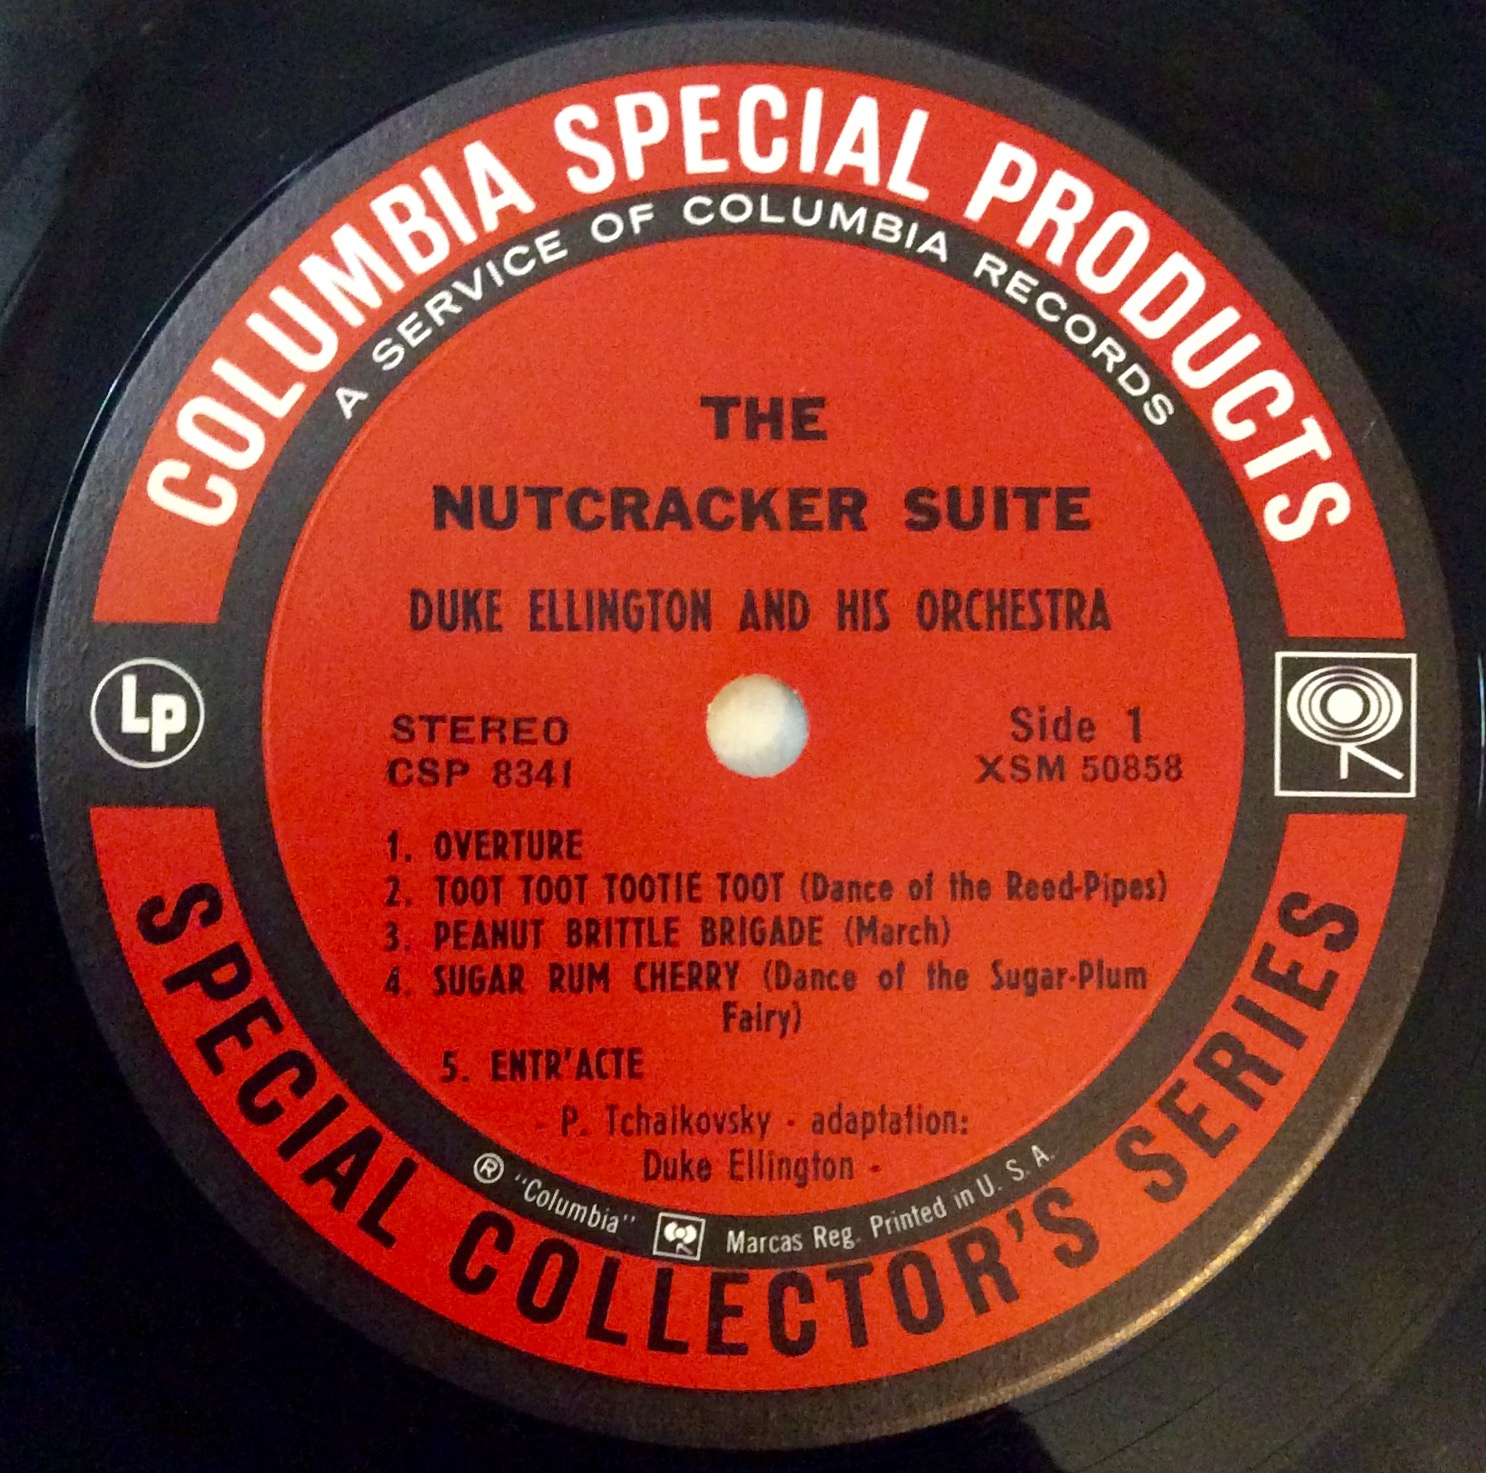 COLUMBIA SPECIAL PRODUCTS
A SERVICE OF COLUMBIA RECORDS
THE
NUTCRACKER SUITE
DUKE ELLINGTON AND HIS ORCHESTRA
Lp
STEREO
CSP 8341
Side 1
XSM 50858
1. OVERTURE
2. TOOT TOOT TOOTIE TOOT (Dance of the Reed-Pipes)
3. PEANUT BRITTLE BRIGADE (March)
4. SUGAR RUM CHERRY (Dance of the Sugar-Plum
Fairy)
5. ENTR'ACTE
- P. Tchaikovsky - adaptation:
Duke Ellington -
® "Columbia" Marcas Reg. Printed in U. S. A.
SPECIAL COLLECTOR'S SERIES